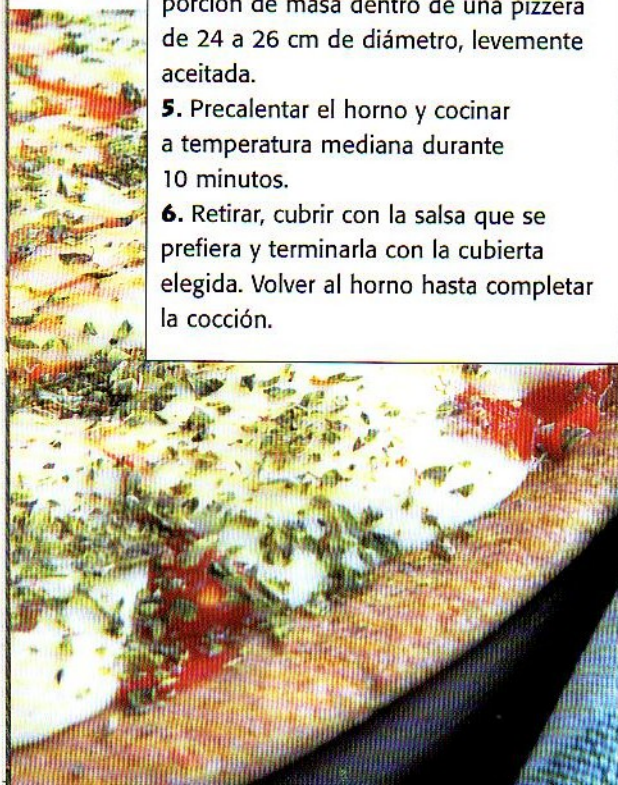 porción de masa dentro de una pizzera
de 24 a 26 cm de diámetro, levemente
aceitada.
5. Precalentar el horno y cocinar
a temperatura mediana durante
10 minutos.
6. Retirar, cubrir con la salsa que se
prefiera y terminarla con la cubierta
elegida. Volver al horno hasta completar
la cocción.